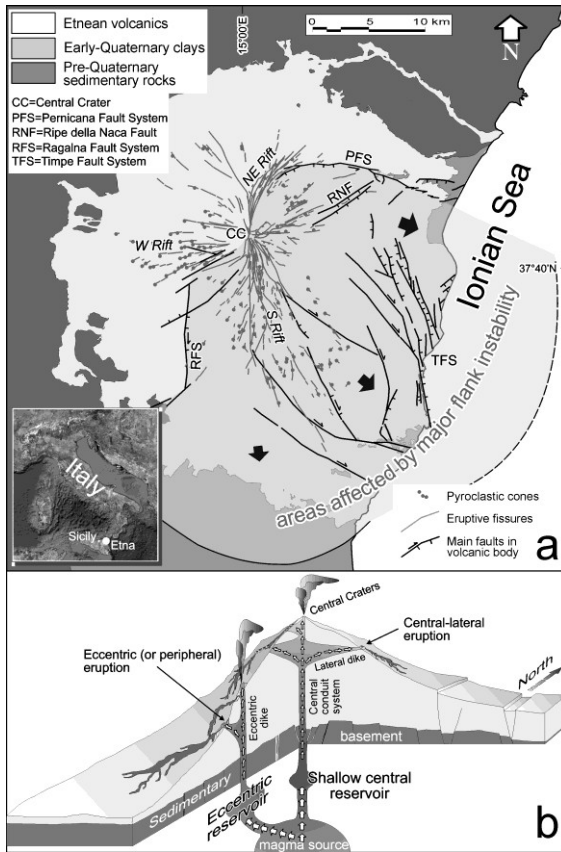 Etnean volcanics
Early-Quaternary clays
Pre-Quaternary
sedimentary rocks
CC=Central Crater
PFS=Pernicana Fault System
RNF=Ripe della Naca Fault
RFS=Ragalna Fault System
TFS=Timpe Fault System
15°00'E
0 5 10 km
N
NE Rift
PFS
RNF
CC
W Rift
S Rift
RFS
TFS
Ionian Sea
37°40'N
areas affected by major flank instability
Italy
Sicily
Etna
Pyroclastic cones
Eruptive fissures
Main faults in
volcanic body
a
Central Craters
Eccentric (or peripheral)
eruption
Central-lateral
eruption
Lateral dike
Eccentric
dike
Central
conduit
system
North
basement
Sedimentary
Eccentric
reservoir
Shallow central
reservoir
magma source
b